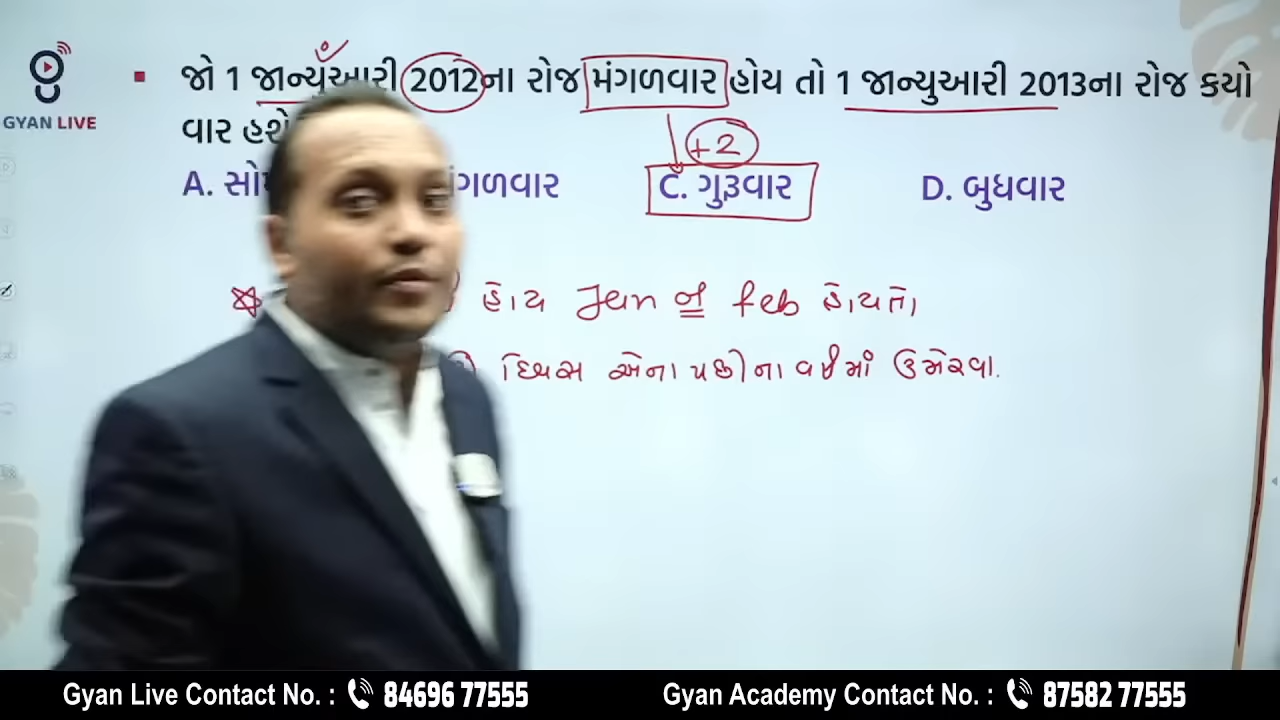 જો 1 જાન્યુઆરી 2012ના રોજ મંગળવાર હોય તો 1 જાન્યુઆરી 2013ના રોજ કયો
વાર હશે
+2
A. સો ગળવાર C. ગુરૂવાર D. બુધવાર
હોય Jan ને feb હોય તો
દિવસ એના પછીના વર્ષમાં ઉમેરવા.
GYAN LIVE
Gyan Live Contact No. : 84696 77555 Gyan Academy Contact No. : 87582 77555